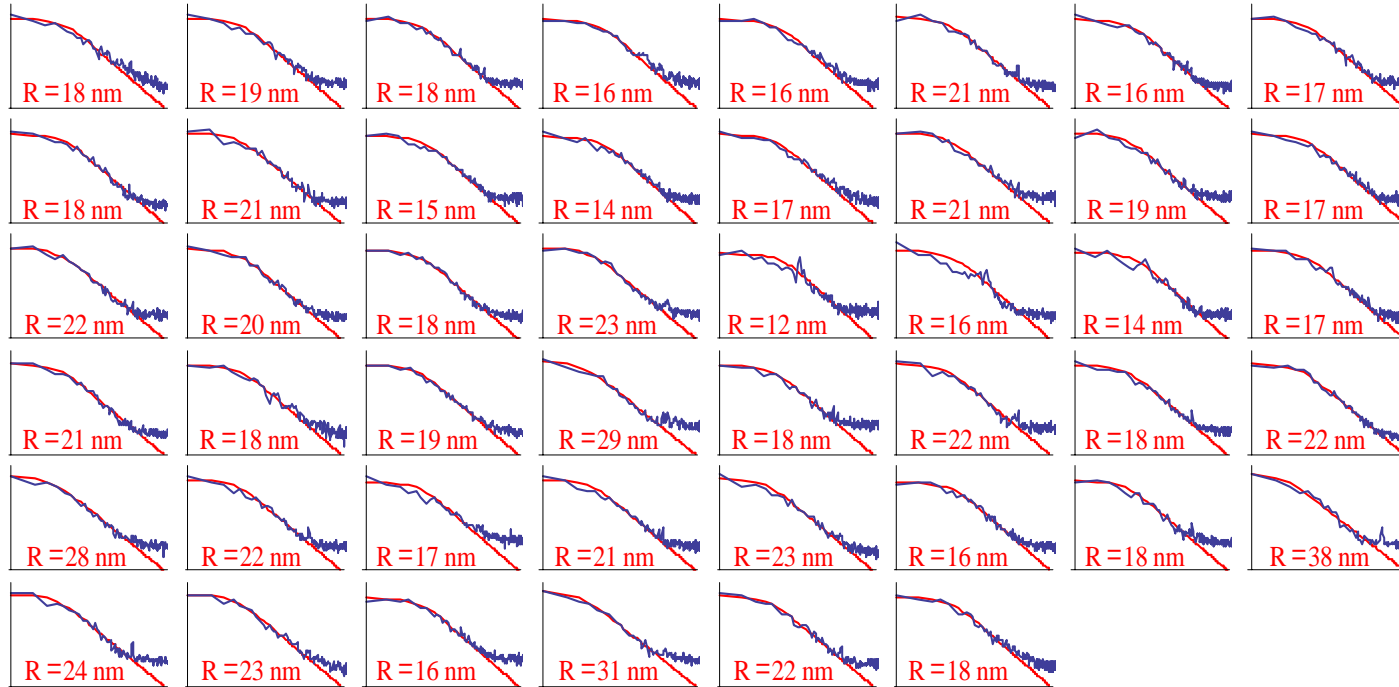 R = 18 nm
R = 19 nm
R = 18 nm
R = 16 nm
R = 16 nm
R = 21 nm
R = 16 nm
R = 17 nm
R = 18 nm
R = 21 nm
R = 15 nm
R = 14 nm
R = 17 nm
R = 21 nm
R = 19 nm
R = 17 nm
R = 22 nm
R = 20 nm
R = 18 nm
R = 23 nm
R = 12 nm
R = 16 nm
R = 14 nm
R = 17 nm
R = 21 nm
R = 18 nm
R = 19 nm
R = 29 nm
R = 18 nm
R = 22 nm
R = 18 nm
R = 22 nm
R = 28 nm
R = 22 nm
R = 17 nm
R = 21 nm
R = 23 nm
R = 16 nm
R = 18 nm
R = 38 nm
R = 24 nm
R = 23 nm
R = 16 nm
R = 31 nm
R = 22 nm
R = 18 nm